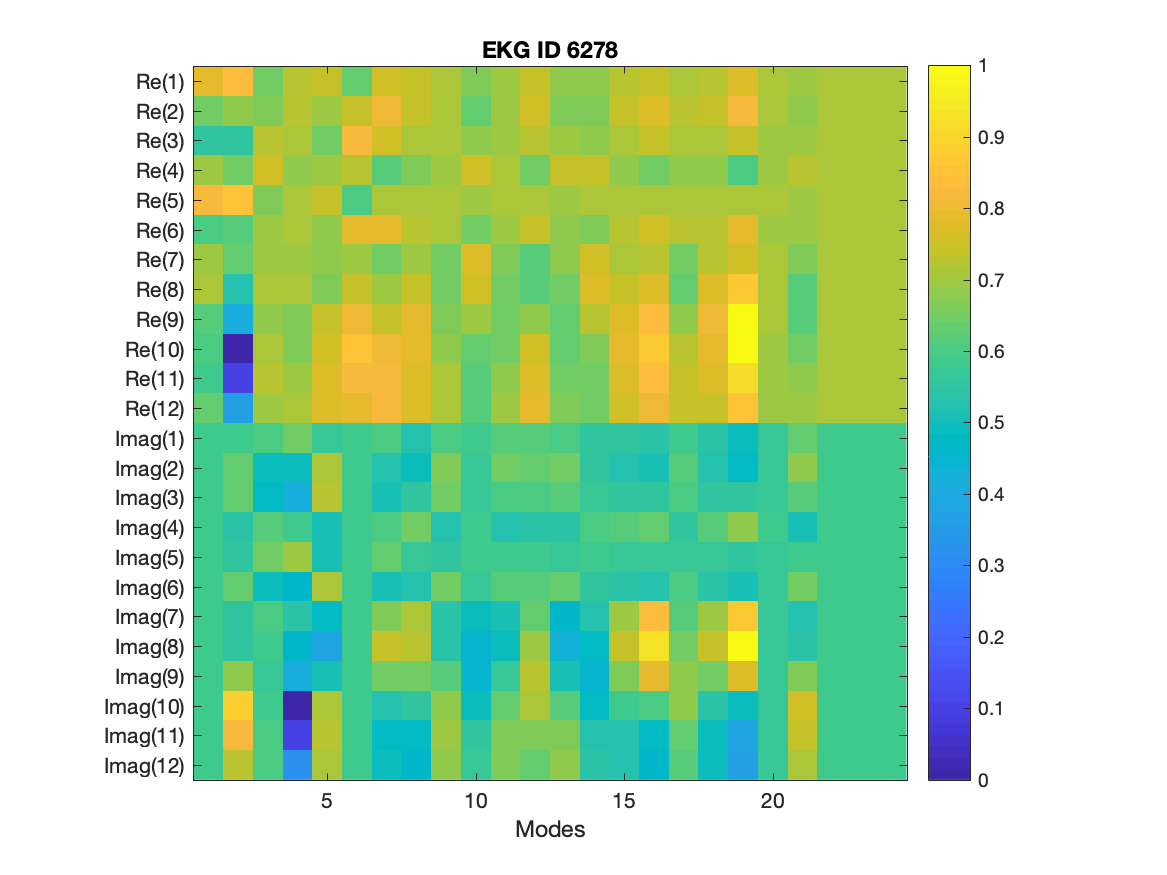 EKG ID 6278
Re(1)
Re(2)
Re(3)
Re(4)
Re(5)
Re(6)
Re(7)
Re(8)
Re(9)
Re(10)
Re(11)
Re(12)
Imag(1)
Imag(2)
Imag(3)
Imag(4)
Imag(5)
Imag(6)
Imag(7)
Imag(8)
Imag(9)
Imag(10)
Imag(11)
Imag(12)
5 10 15 20
Modes
1
0.9
0.8
0.7
0.6
0.5
0.4
0.3
0.2
0.1
0